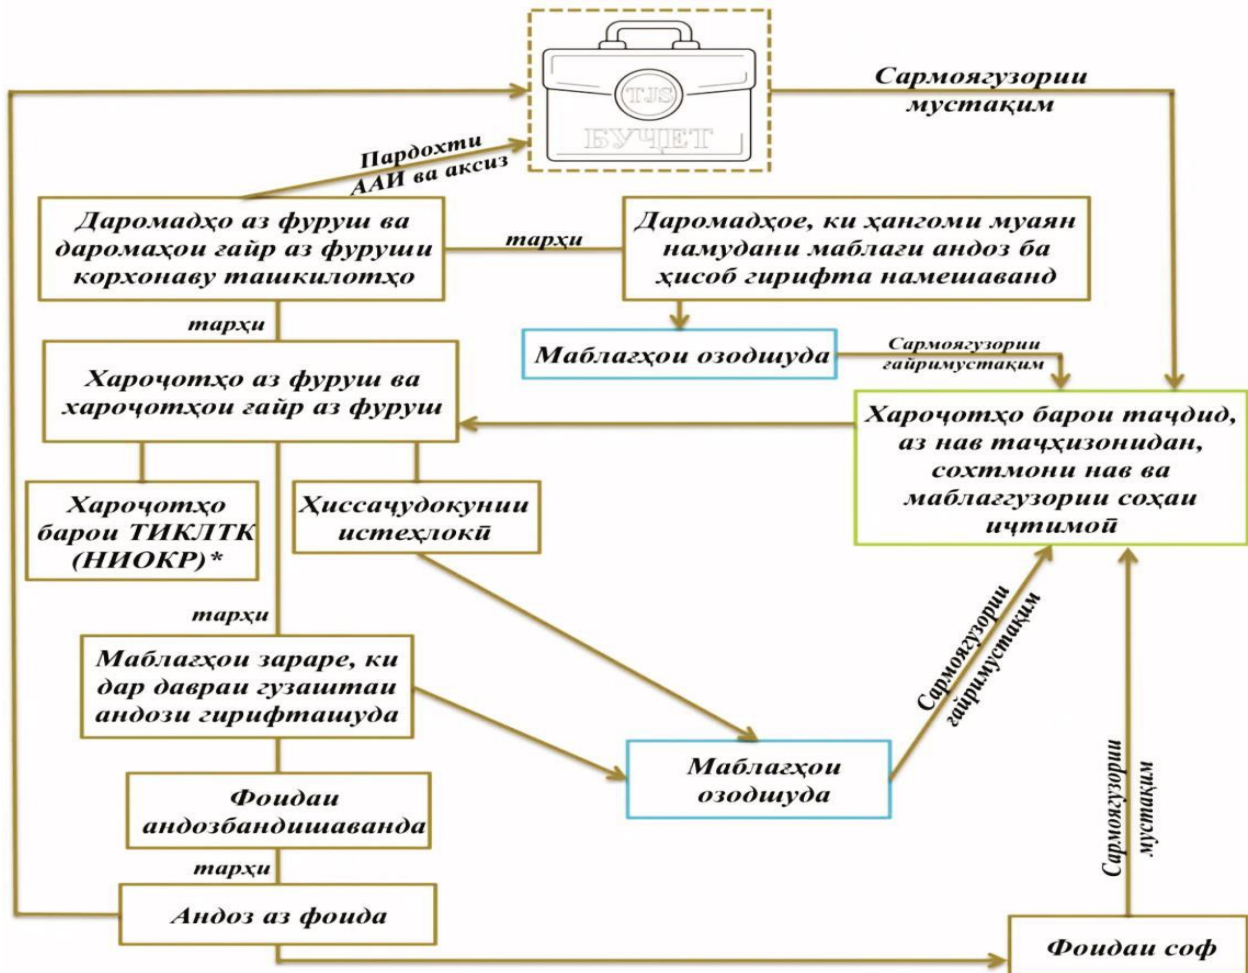 TJS
БУҶЕТ
Сармоягузории
мустақим
Пардохти
ААИ ва аксиз
Даромадҳо аз фуруш ва
даромаҳои ғайр аз фуруши
корхонаву ташкилотҳо
тарҳи
Даромадҳое, ки ҳангоми муаян
намудани маблағи андоз ба
ҳисоб гирифта намешаванд
тарҳи
Маблағҳои озодшуда
Сармоягузории
ғайримустақим
Хароҷотҳо аз фуруш ва
хароҷотҳои ғайр аз фуруш
Хароҷотҳо барои таҷдид,
аз нав таҷҳизонидан,
сохтмони нав ва
маблағгузории соҳаи
иҷтимоӣ
Хароҷотҳо
барои ТИКЛТК
(НИОКР)*
Ҳиссаҷудокунии
истеҳлокӣ
тарҳи
Маблағҳои зараре, ки
дар давраи гузаштаи
андози гирифташуда
Сармоягузории
ғайримустақим
Маблағҳои
озодшуда
Фоидаи
андозбандишаванда
Сармоягузории
мустақим
тарҳи
Андоз аз фоида
Фоидаи соф